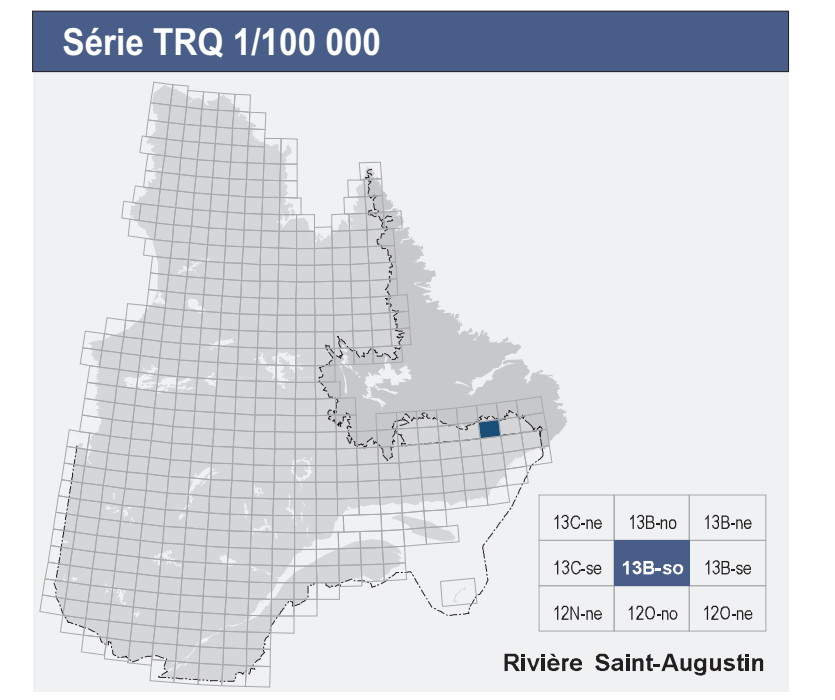 Série TRQ 1/100 000
13C-ne 13B-no 13B-ne
13C-se 13B-so 13B-se
12N-ne 12O-no 12O-ne
Rivière Saint-Augustin